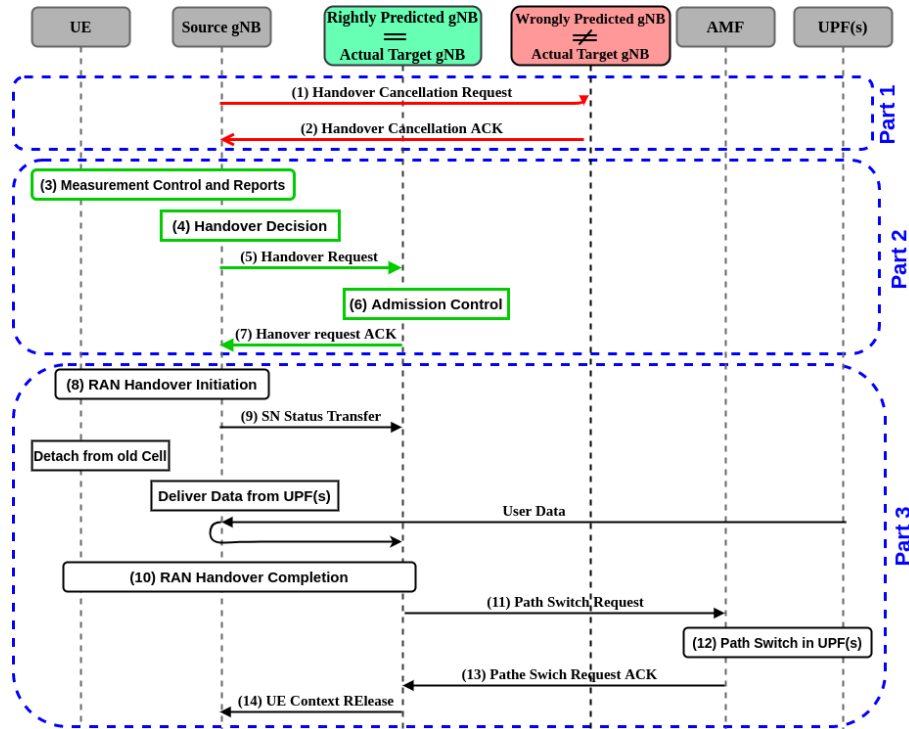 UE
Source gNB
Rightly Predicted gNB
=
Actual Target gNB
Wrongly Predicted gNB
≠
Actual Target gNB
AMF
UPF(s)
(1) Handover Cancellation Request
(2) Handover Cancellation ACK
Part 1
(3) Measurement Control and Reports
(4) Handover Decision
(5) Handover Request
(6) Admission Control
(7) Hanover request ACK
Part 2
(8) RAN Handover Initiation
(9) SN Status Transfer
Detach from old Cell
Deliver Data from UPF(s)
User Data
(10) RAN Handover Completion
(11) Path Switch Request
(12) Path Switch in UPF(s)
(13) Pathe Swich Request ACK
(14) UE Context RElease
Part 3